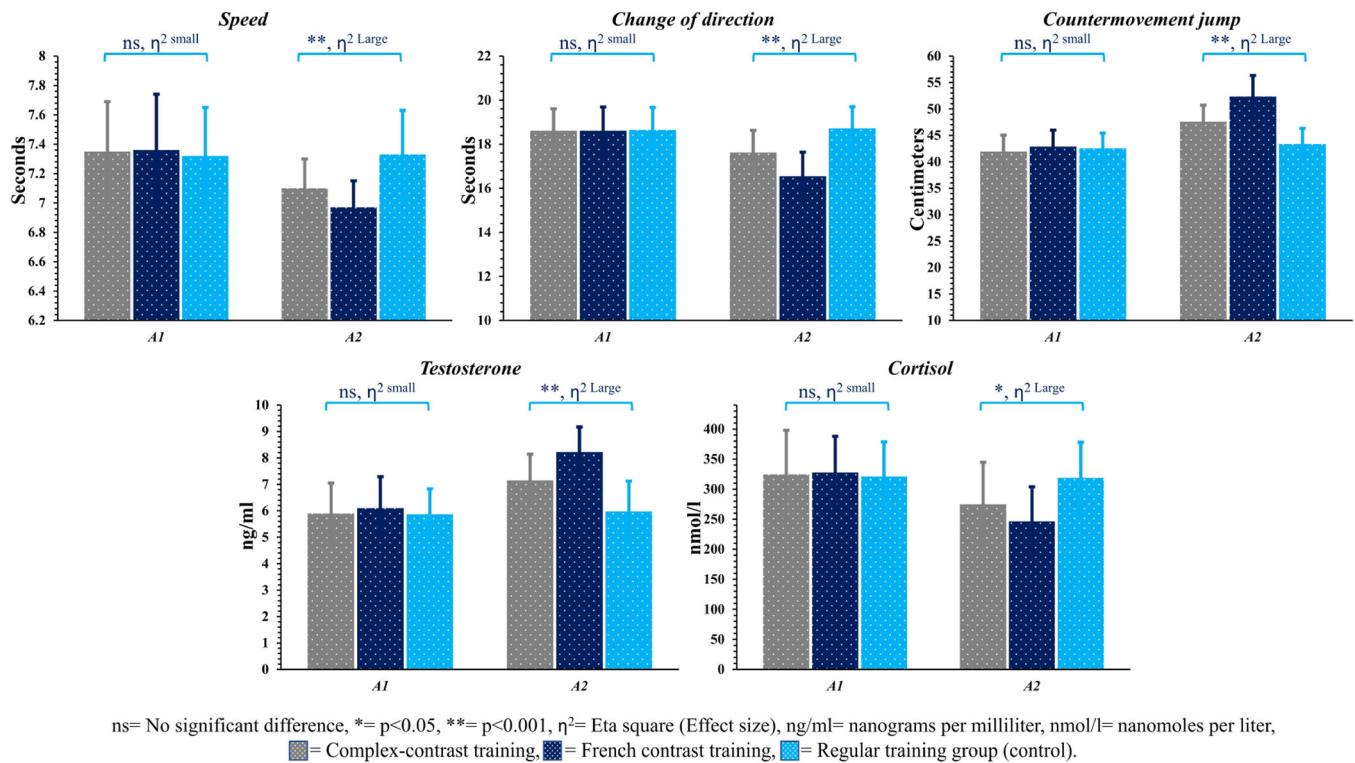 Speed
ns, η² small
**, η² Large
8
7.8
7.6
7.4
7.2
7
6.8
6.6
6.4
6.2
Seconds
A1
A2
Change of direction
ns, η² small
**, η² Large
22
20
18
16
14
12
10
Seconds
A1
A2
Countermovement jump
ns, η² small
**, η² Large
60
55
50
45
40
35
30
25
20
15
10
Centimeters
A1
A2
Testosterone
ns, η² small
**, η² Large
10
9
8
7
6
5
4
3
2
1
0
ng/ml
A1
A2
Cortisol
ns, η² small
*, η² Large
400
350
300
250
200
150
100
50
0
nmol/l
A1
A2
ns= No significant difference, *= p<0.05, **= p<0.001, η²= Eta square (Effect size), ng/ml= nanograms per milliliter, nmol/l= nanomoles per liter,
= Complex-contrast training, = French contrast training, = Regular training group (control).